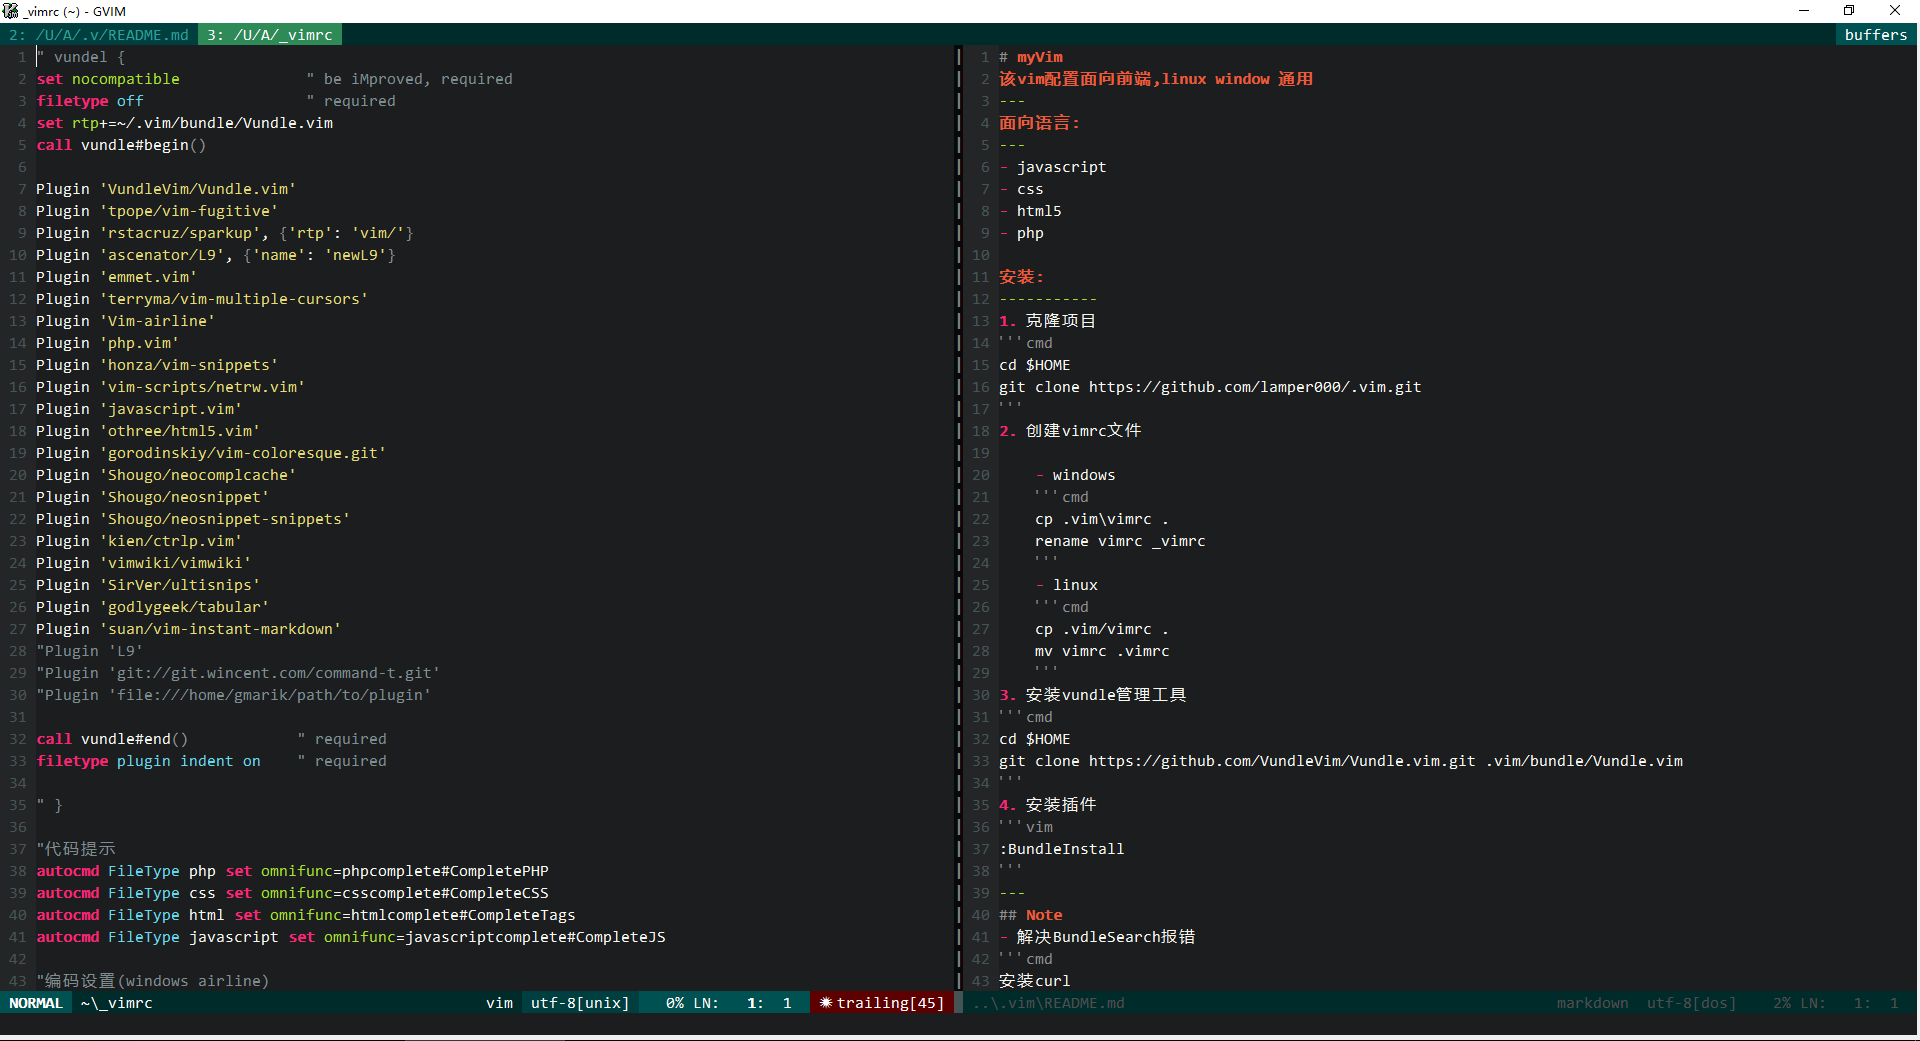 _vimrc (~) - GVIM
2: /U/A/.v/README.md  3: /U/A/_vimrc  buffers
1 " vundel {
2 set nocompatible              " be iMproved, required
3 filetype off                  " required
4 set rtp+=~/.vim/bundle/Vundle.vim
5 call vundle#begin()
6
7 Plugin 'VundleVim/Vundle.vim'
8 Plugin 'tpope/vim-fugitive'
9 Plugin 'rstacruz/sparkup', {'rtp': 'vim/'}
10 Plugin 'ascenator/L9', {'name': 'newL9'}
11 Plugin 'emmet.vim'
12 Plugin 'terryma/vim-multiple-cursors'
13 Plugin 'Vim-airline'
14 Plugin 'php.vim'
15 Plugin 'honza/vim-snippets'
16 Plugin 'vim-scripts/netrw.vim'
17 Plugin 'javascript.vim'
18 Plugin 'othree/html5.vim'
19 Plugin 'gorodinskiy/vim-coloresque.git'
20 Plugin 'Shougo/neocomplcache'
21 Plugin 'Shougo/neosnippet'
22 Plugin 'Shougo/neosnippet-snippets'
23 Plugin 'kien/ctrlp.vim'
24 Plugin 'vimwiki/vimwiki'
25 Plugin 'SirVer/ultisnips'
26 Plugin 'godlygeek/tabular'
27 Plugin 'suan/vim-instant-markdown'
28 "Plugin 'L9'
29 "Plugin 'git://git.wincent.com/command-t.git'
30 "Plugin 'file:///home/gmarik/path/to/plugin'
31
32 call vundle#end()            " required
33 filetype plugin indent on    " required
34
35 " }
36
37 "代码提示
38 autocmd FileType php set omnifunc=phpcomplete#CompletePHP
39 autocmd FileType css set omnifunc=csscomplete#CompleteCSS
40 autocmd FileType html set omnifunc=htmlcomplete#CompleteTags
41 autocmd FileType javascript set omnifunc=javascriptcomplete#CompleteJS
42
43 "编码设置(windows airline)
NORMAL  ~\_vimrc  vim  utf-8[unix]  0% LN:   1:  1  ✹trailing[45]
1 # myVim
2 该vim配置面向前端,linux window 通用
3 ---
4 面向语言:
5 ---
6 - javascript
7 - css
8 - html5
9 - php
10
11 安装:
12 -----------
13 1. 克隆项目
14 '''cmd
15 cd $HOME
16 git clone https://github.com/lamper000/.vim.git
17 '''
18 2. 创建vimrc文件
19
20     - windows
21     '''cmd
22     cp .vim\vimrc .
23     rename vimrc _vimrc
24     '''
25     - linux
26     '''cmd
27     cp .vim/vimrc .
28     mv vimrc .vimrc
29     '''
30 3. 安装vundle管理工具
31 '''cmd
32 cd $HOME
33 git clone https://github.com/VundleVim/Vundle.vim.git .vim/bundle/Vundle.vim
34 '''
35 4. 安装插件
36 '''vim
37 :BundleInstall
38 '''
39 ---
40 ## Note
41 - 解决BundleSearch报错
42 '''cmd
43 安装curl
..\.vim\README.md  markdown  utf-8[dos]  2% LN:   1:  1